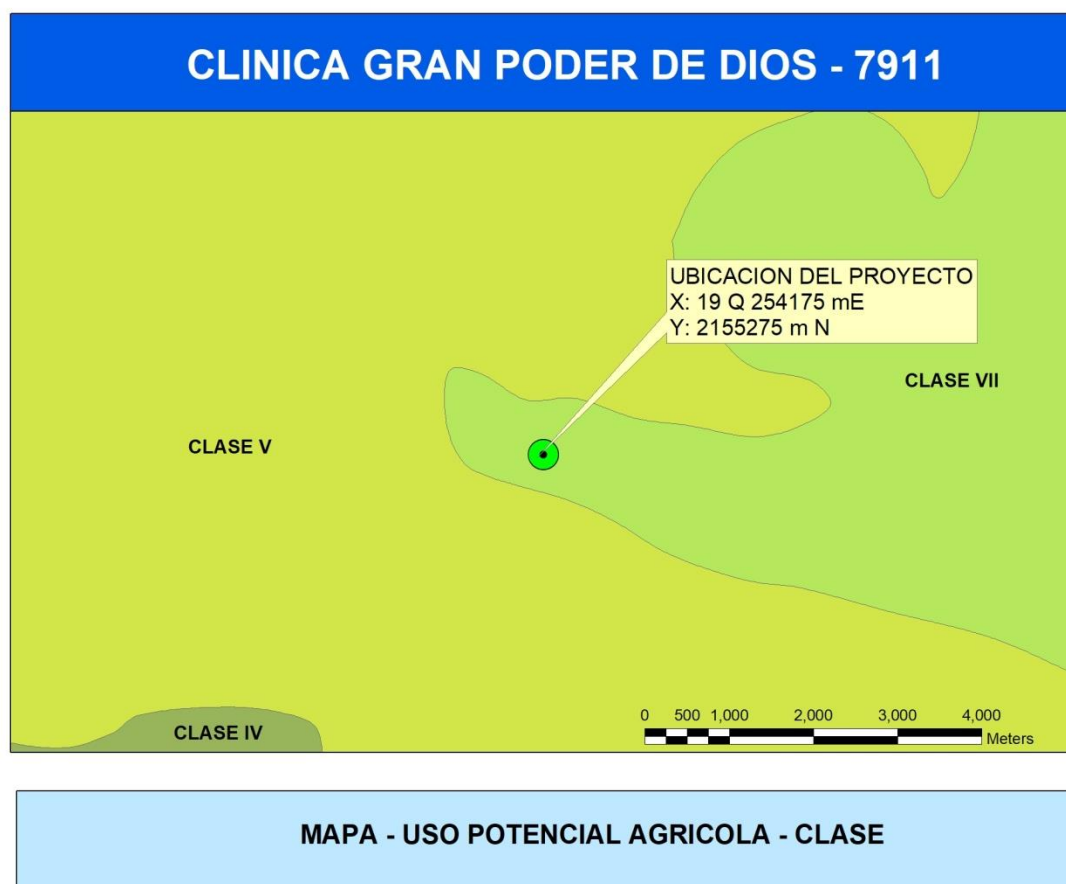 CLINICA GRAN PODER DE DIOS - 7911
UBICACION DEL PROYECTO
X: 19 Q 254175 mE
Y: 2155275 m N
CLASE VII
CLASE V
CLASE IV
0 500 1,000 2,000 3,000 4,000
Meters
MAPA - USO POTENCIAL AGRICOLA - CLASE